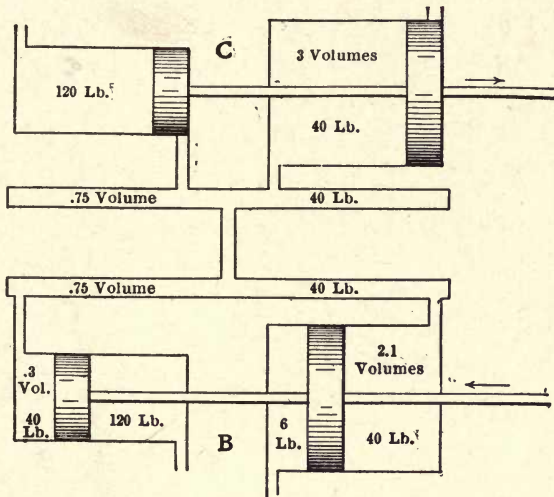 C
3 Volumes
120 Lb.
40 Lb.
.75 Volume
40 Lb.
.75 Volume
40 Lb.
.3
Vol.
40
Lb.
120 Lb.
B
6
Lb.
2.1
Volumes
40 Lb.